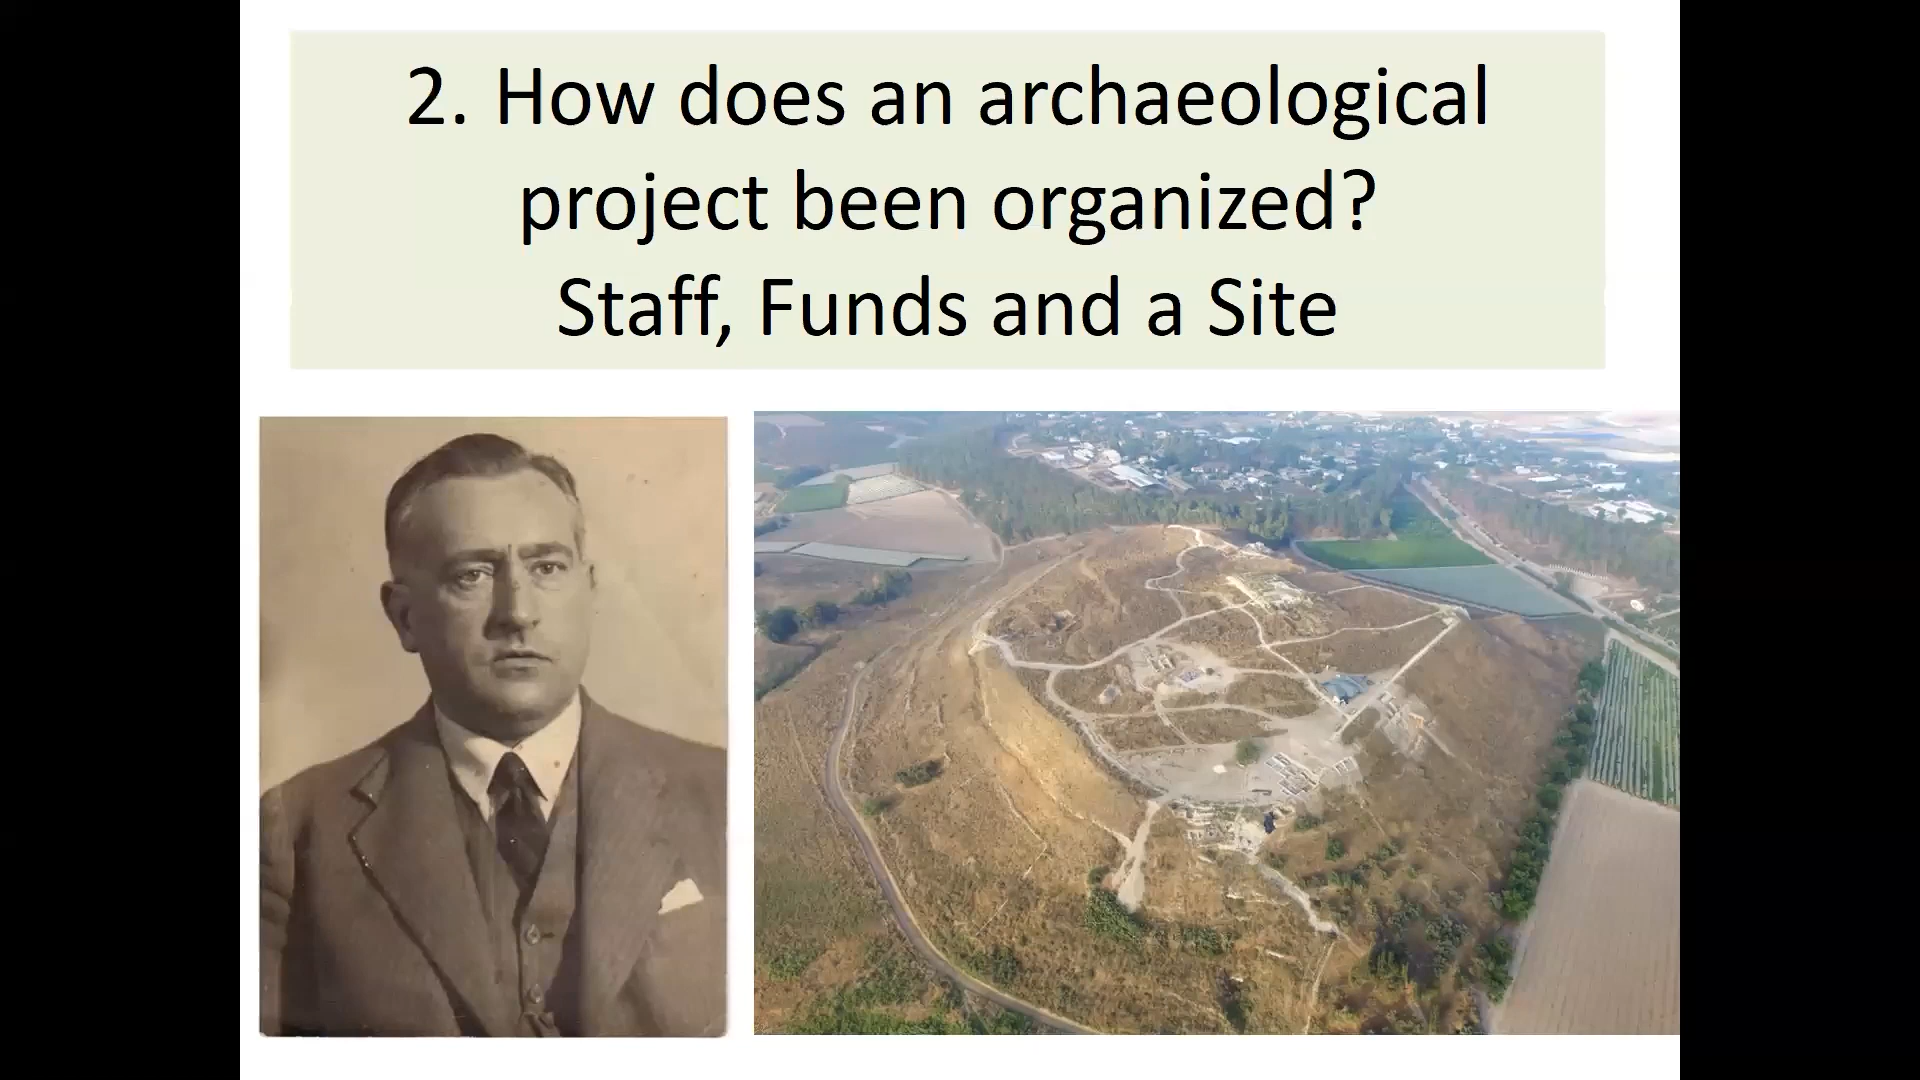 2. How does an archaeological
project been organized?
Staff, Funds and a Site